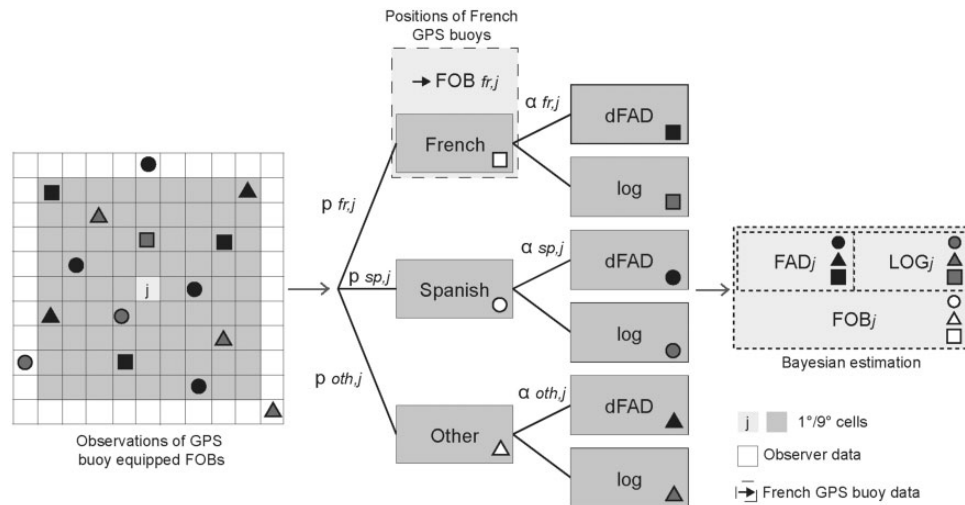 Positions of French
GPS buoys
→ FOB fr,j
French
α fr,j
dFAD
log
p fr,j
j
p sp,j
Spanish
α sp,j
dFAD
log
p oth,j
Other
α oth,j
dFAD
log
Observations of GPS
buoy equipped FOBs
FADj
LOGj
FOBj
Bayesian estimation
j 1°/9° cells
Observer data
French GPS buoy data